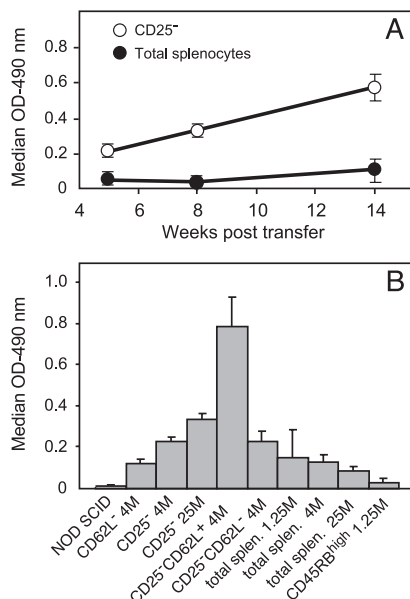 A
CD25⁻
Total splenocytes
Median OD-490 nm
0.8
0.6
0.4
0.2
0
4 6 8 10 12 14
Weeks post transfer
B
Median OD-490 nm
1.0
0.8
0.6
0.4
0.2
0
NOD SCID
CD62L⁻ 4M
CD25⁻ 4M
CD25⁻ 25M
CD25⁻CD62L⁺ 4M
CD25⁻CD62L⁻ 4M
total splen. 1.25M
total splen. 4M
total splen. 25M
CD45RBʰⁱᵍʰ 1.25M